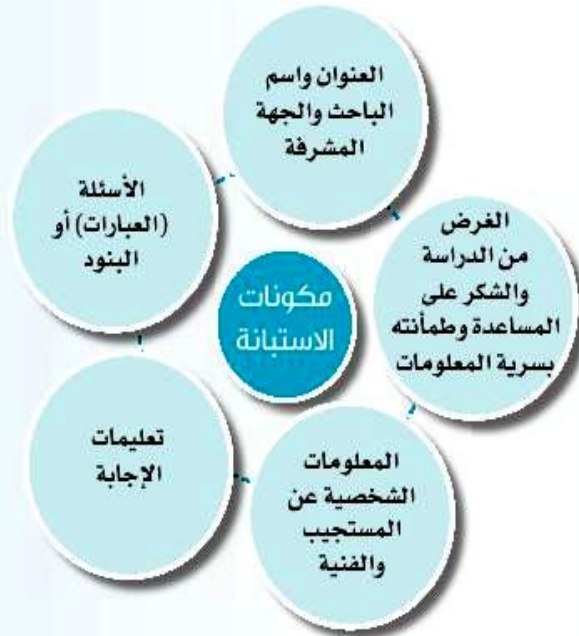 العنوان واسم
الباحث والجهة
المشرفة
الغرض
من الدراسة
والشكر على
المساعدة وطمأنته
بسرية المعلومات
المعلومات
الشخصية عن
المستجيب
والفنية
تعليمات
الإجابة
الأسئلة
(العبارات) أو
البنود
مكونات
الاستبانة